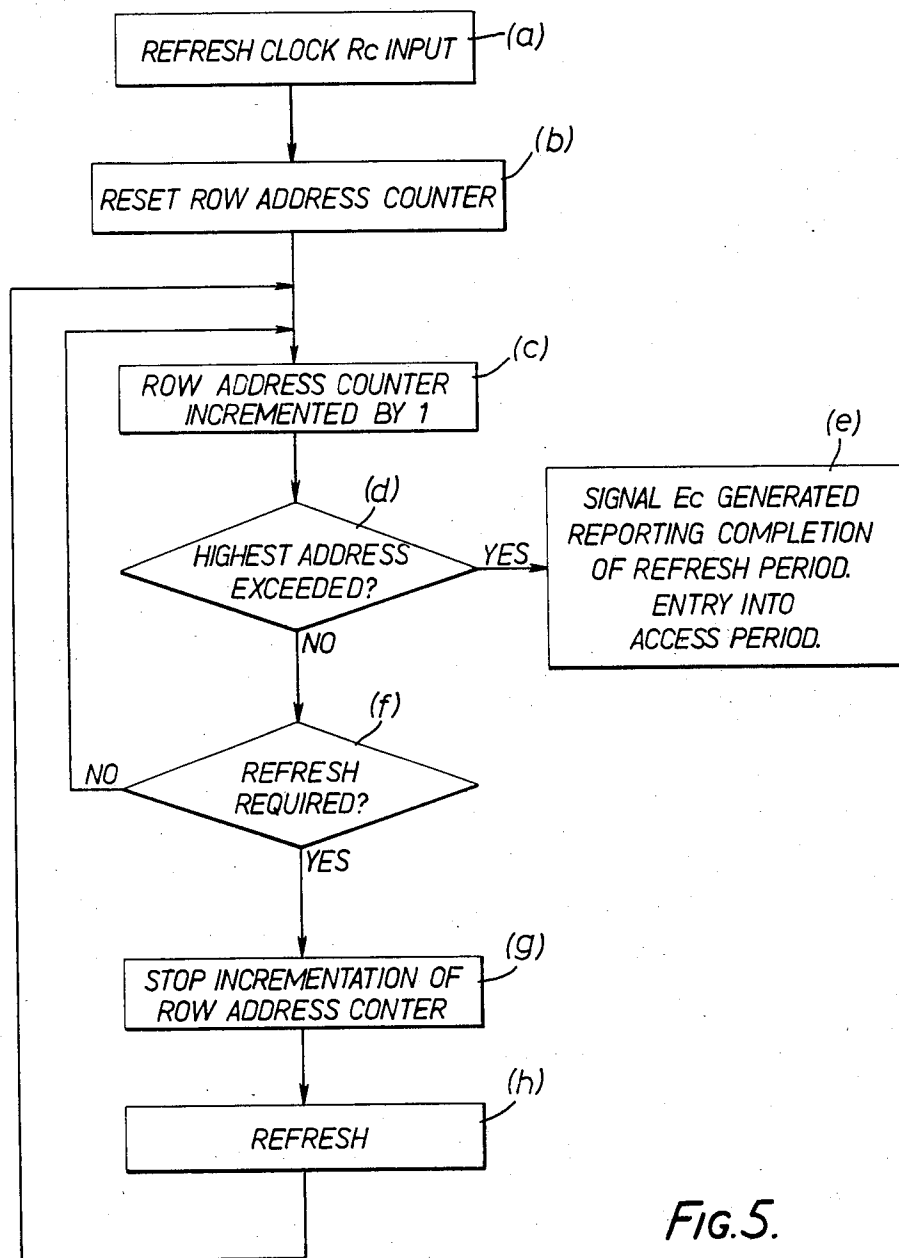 REFRESH CLOCK Rc INPUT
(a)
RESET ROW ADDRESS COUNTER
(b)
ROW ADDRESS COUNTER
INCREMENTED BY 1
(c)
HIGHEST ADDRESS
EXCEEDED?
(d)
YES
NO
SIGNAL Ec GENERATED
REPORTING COMPLETION
OF REFRESH PERIOD.
ENTRY INTO
ACCESS PERIOD.
(e)
REFRESH
REQUIRED?
(f)
NO
YES
STOP INCREMENTATION OF
ROW ADDRESS CONTER
(g)
REFRESH
(h)
FIG.5.